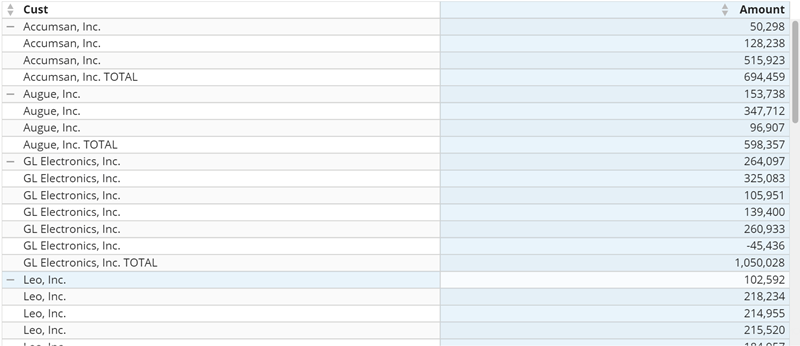 Cust Amount
Accumsan, Inc. 50,298
Accumsan, Inc. 128,238
Accumsan, Inc. 515,923
Accumsan, Inc. TOTAL 694,459
Augue, Inc. 153,738
Augue, Inc. 347,712
Augue, Inc. 96,907
Augue, Inc. TOTAL 598,357
GL Electronics, Inc. 264,097
GL Electronics, Inc. 325,083
GL Electronics, Inc. 105,951
GL Electronics, Inc. 139,400
GL Electronics, Inc. 260,933
GL Electronics, Inc. -45,436
GL Electronics, Inc. TOTAL 1,050,028
Leo, Inc. 102,592
Leo, Inc. 218,234
Leo, Inc. 214,955
Leo, Inc. 215,520